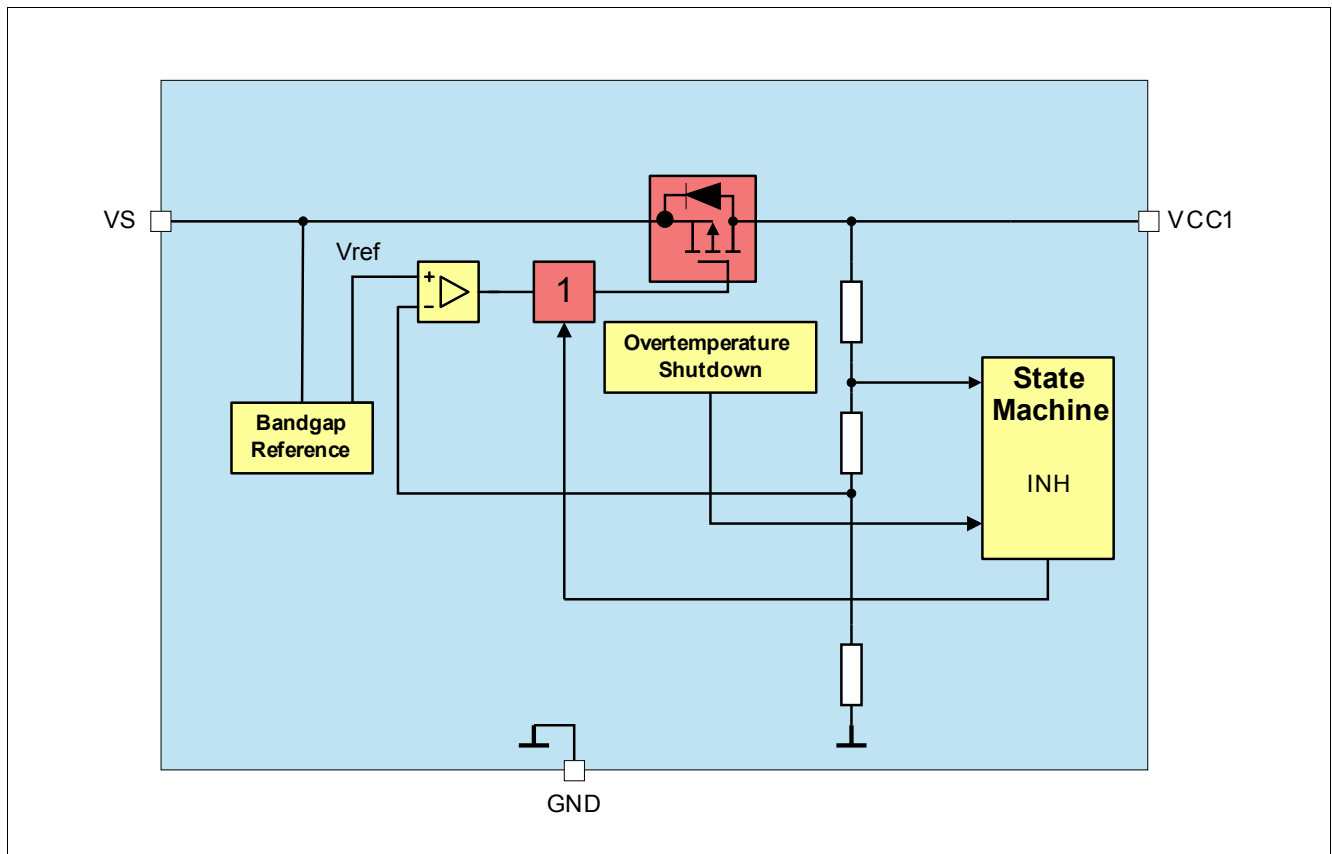 VS
VCC1
Vref
+
−
1
Overtemperature
Shutdown
State
Machine
Bandgap
Reference
INH
GND